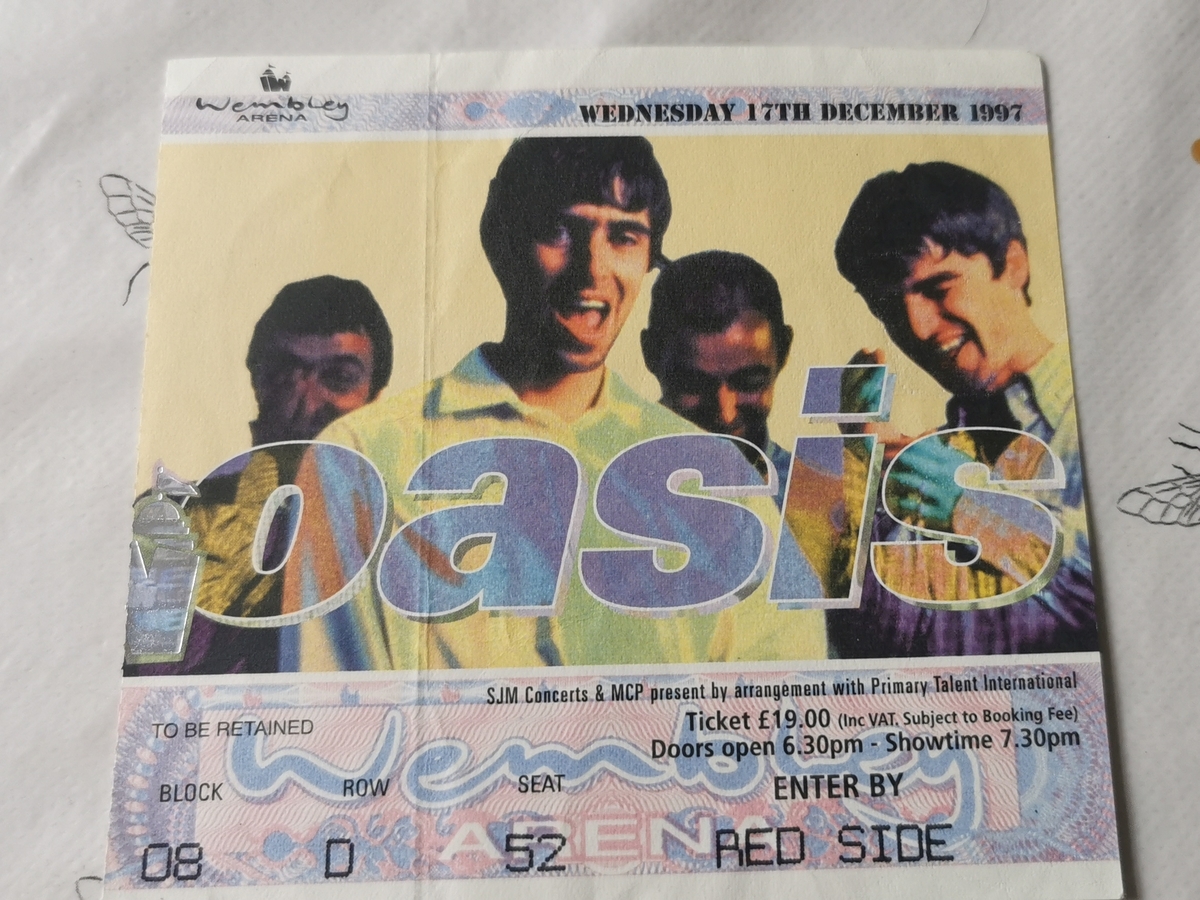 Wembley
ARENA
WEDNESDAY 17TH DECEMBER 1997
oasis
SJM Concerts & MCP present by arrangement with Primary Talent International
TO BE RETAINED
Ticket £19.00 (Inc VAT. Subject to Booking Fee)
Doors open 6.30pm - Showtime 7.30pm
Wembley
ARENA
BLOCK ROW SEAT ENTER BY
08 D 52 RED SIDE